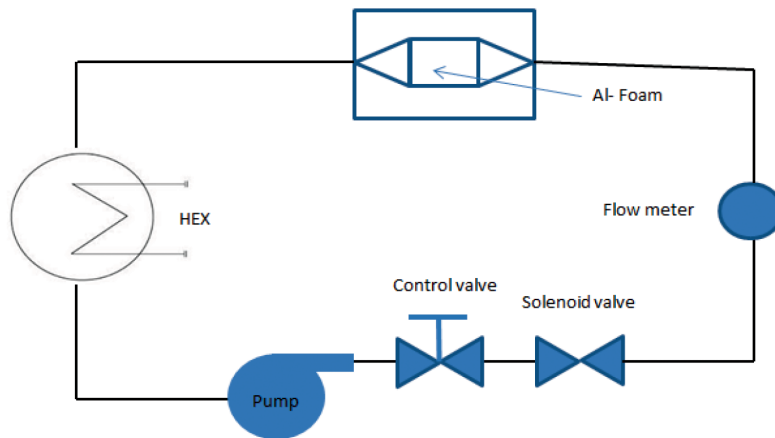 Al- Foam
HEX
Flow meter
Control valve
Solenoid valve
Pump